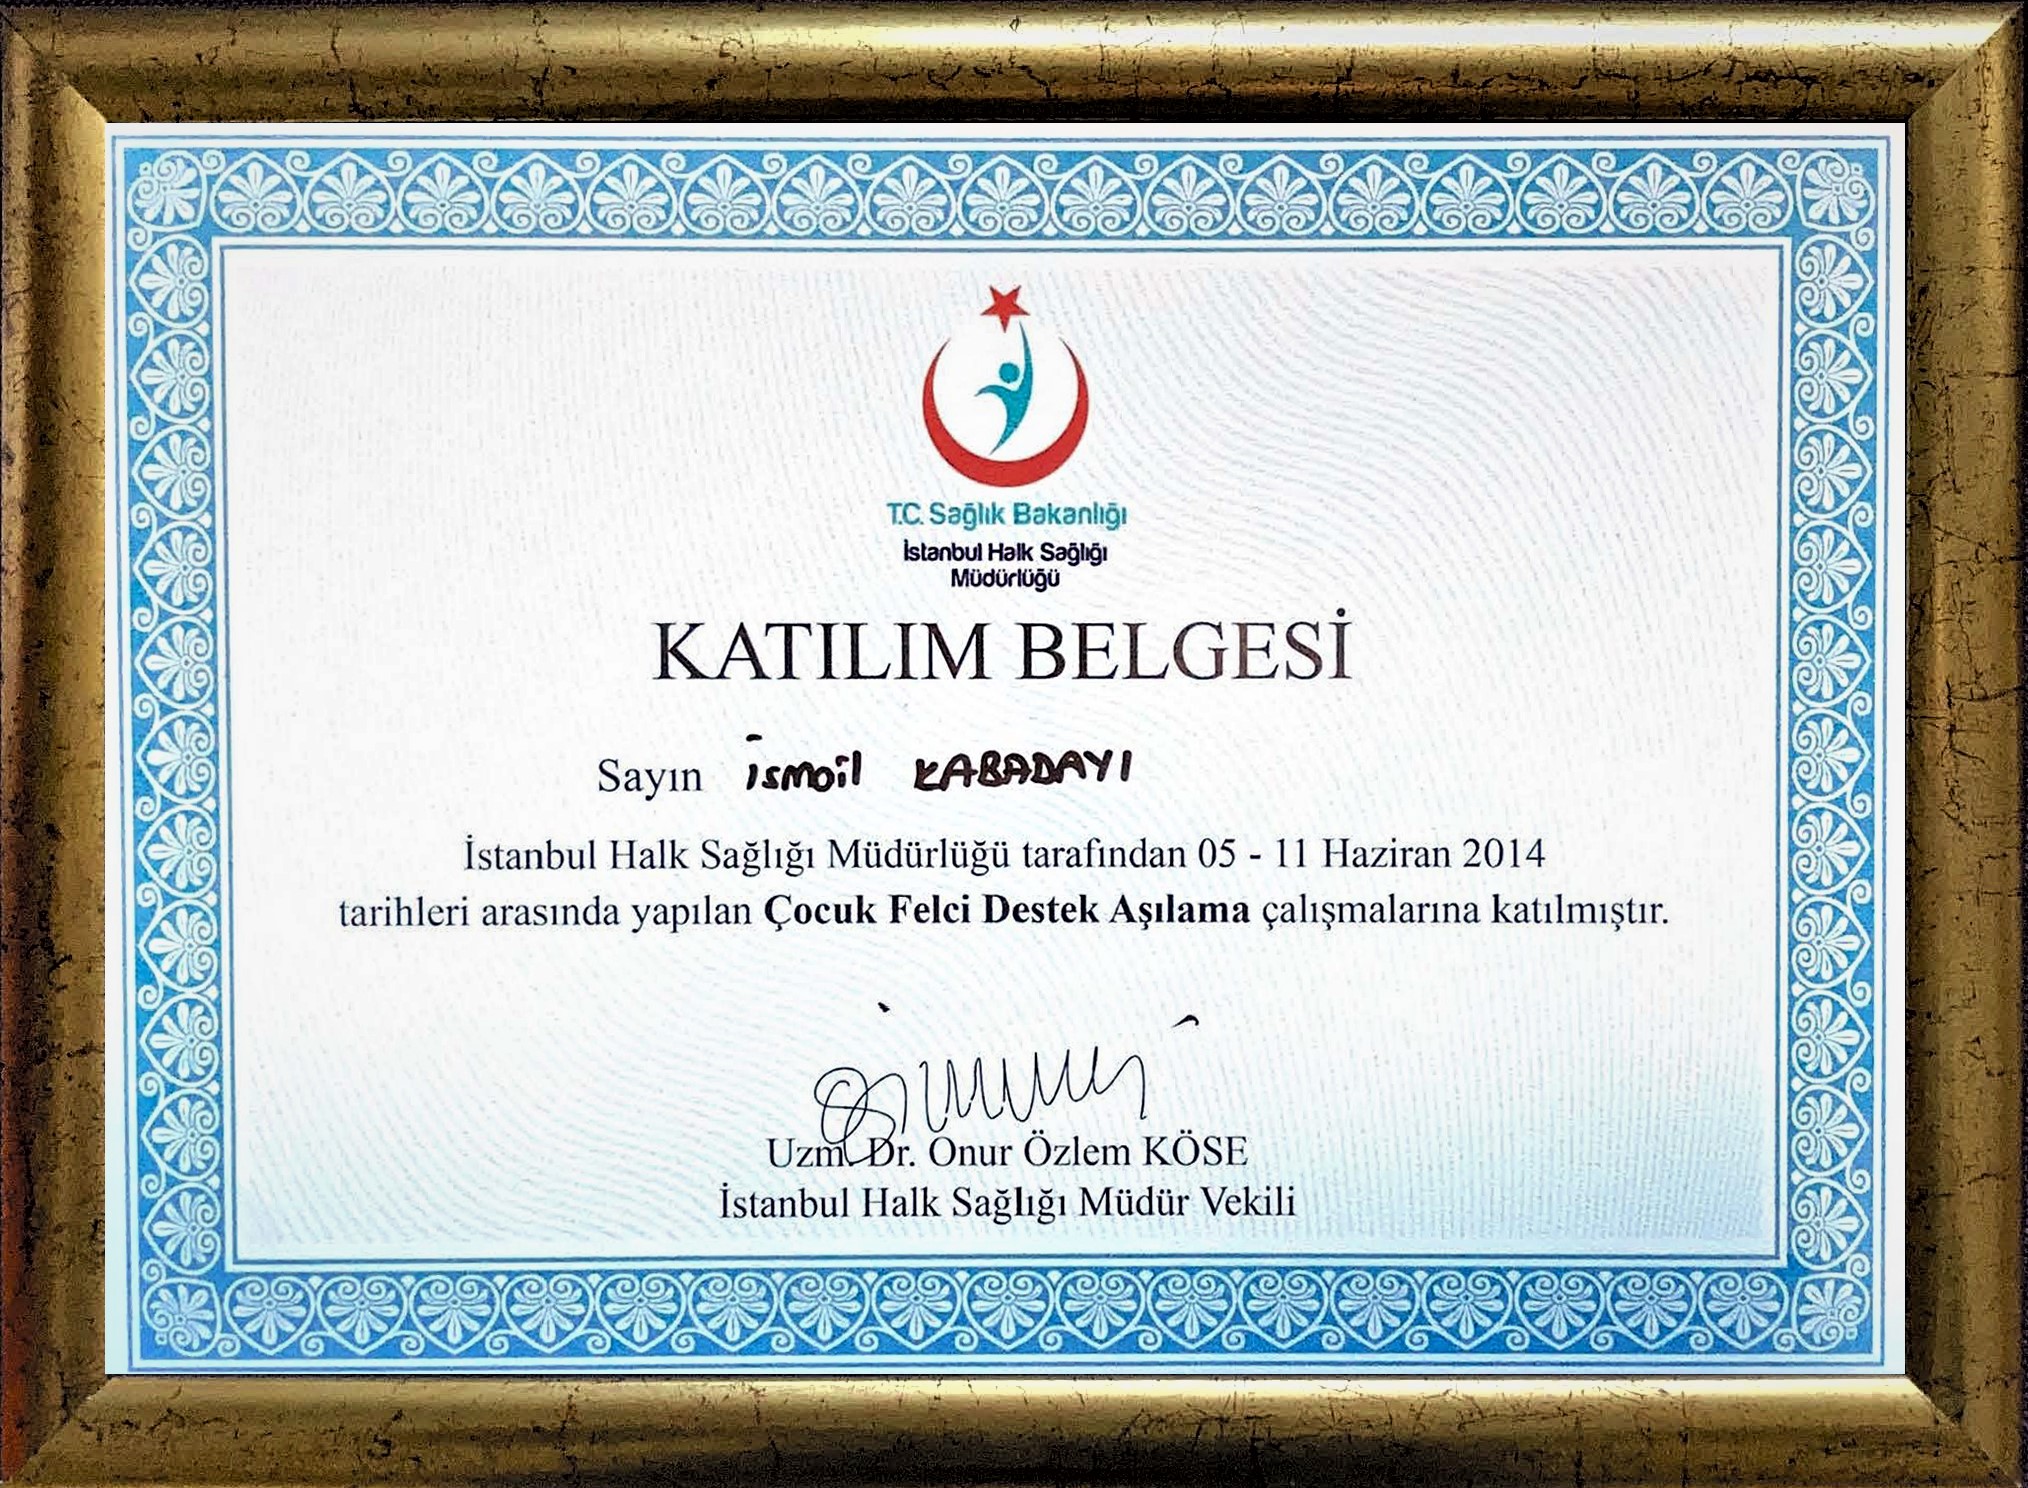 T.C. Sağlık Bakanlığı
İstanbul Halk Sağlığı
Müdürlüğü
KATILIM BELGESİ
Sayın İsmail KABADAYI
İstanbul Halk Sağlığı Müdürlüğü tarafından 05 - 11 Haziran 2014
tarihleri arasında yapılan Çocuk Felci Destek Aşılama çalışmalarına katılmıştır.
Uzm. Dr. Onur Özlem KÖSE
İstanbul Halk Sağlığı Müdür Vekili